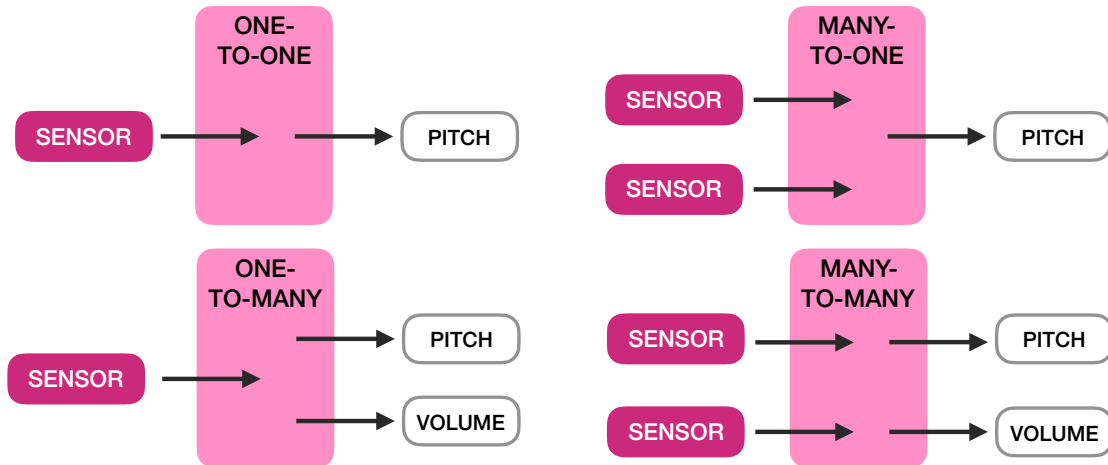 ONE-
TO-ONE
SENSOR
PITCH
MANY-
TO-ONE
SENSOR
SENSOR
PITCH
ONE-
TO-MANY
SENSOR
PITCH
VOLUME
MANY-
TO-MANY
SENSOR
PITCH
SENSOR
VOLUME